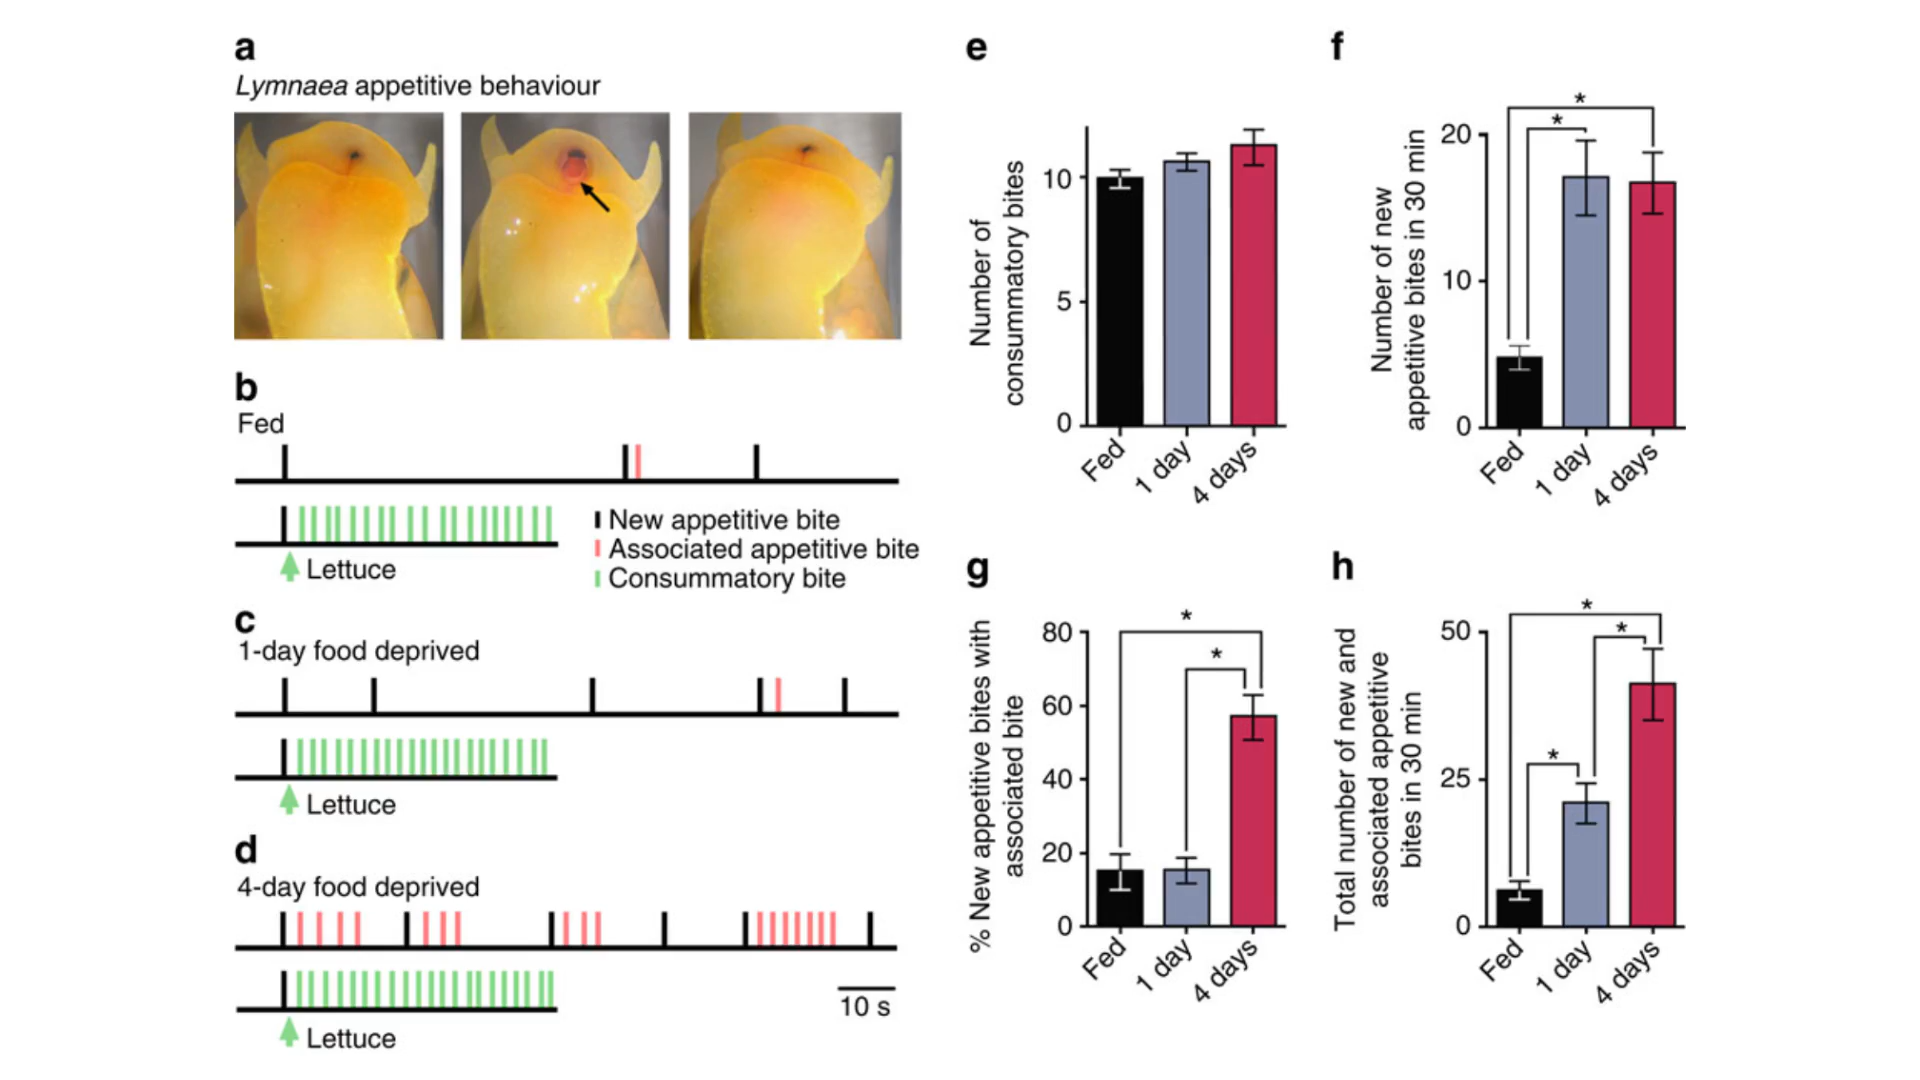 a
Lymnaea appetitive behaviour
b
Fed
New appetitive bite
Associated appetitive bite
Consummatory bite
Lettuce
c
1-day food deprived
Lettuce
d
4-day food deprived
10 s
Lettuce
e
Number of
consummatory bites
10
5
0
Fed
1 day
4 days
f
*
*
Number of new
appetitive bites in 30 min
20
10
0
Fed
1 day
4 days
g
*
*
% New appetitive bites with
associated bite
80
60
40
20
0
Fed
1 day
4 days
h
*
*
*
Total number of new and
associated appetitive
bites in 30 min
50
25
0
Fed
1 day
4 days